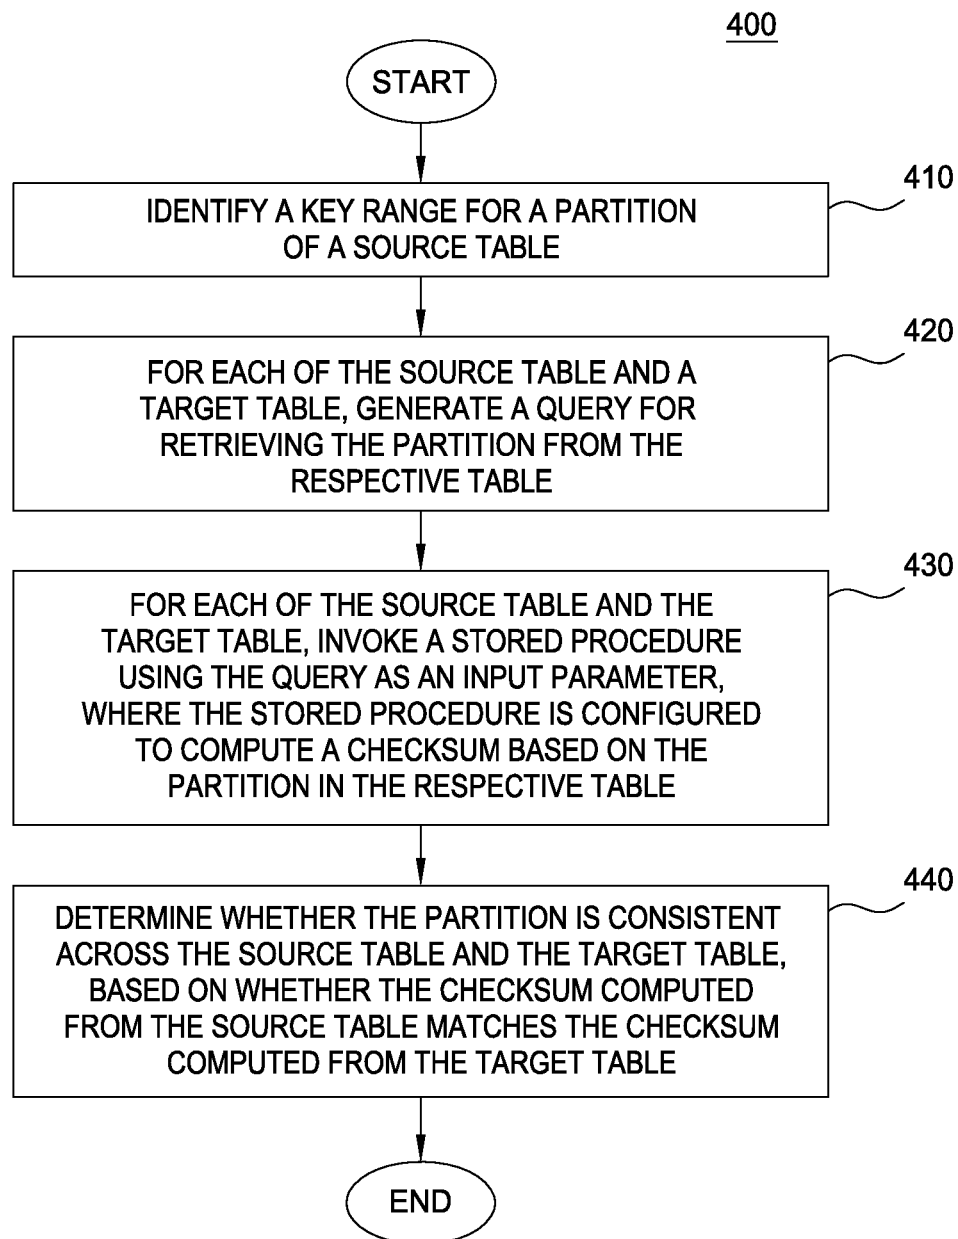 400
START
410
IDENTIFY A KEY RANGE FOR A PARTITION
OF A SOURCE TABLE
420
FOR EACH OF THE SOURCE TABLE AND A
TARGET TABLE, GENERATE A QUERY FOR
RETRIEVING THE PARTITION FROM THE
RESPECTIVE TABLE
430
FOR EACH OF THE SOURCE TABLE AND THE
TARGET TABLE, INVOKE A STORED PROCEDURE
USING THE QUERY AS AN INPUT PARAMETER,
WHERE THE STORED PROCEDURE IS CONFIGURED
TO COMPUTE A CHECKSUM BASED ON THE
PARTITION IN THE RESPECTIVE TABLE
440
DETERMINE WHETHER THE PARTITION IS CONSISTENT
ACROSS THE SOURCE TABLE AND THE TARGET TABLE,
BASED ON WHETHER THE CHECKSUM COMPUTED
FROM THE SOURCE TABLE MATCHES THE CHECKSUM
COMPUTED FROM THE TARGET TABLE
END